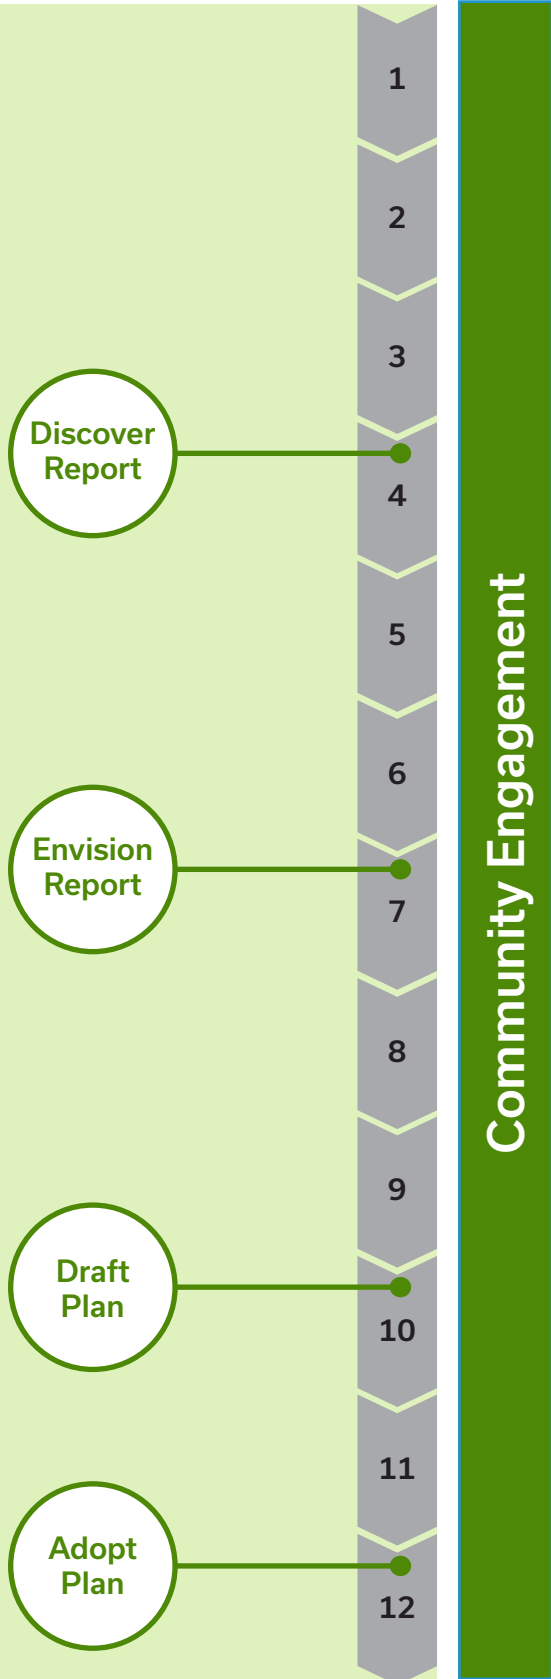 1
2
3
Discover
Report
4
5
6
Envision
Report
7
8
9
Draft
Plan
10
11
Adopt
Plan
12
Community Engagement